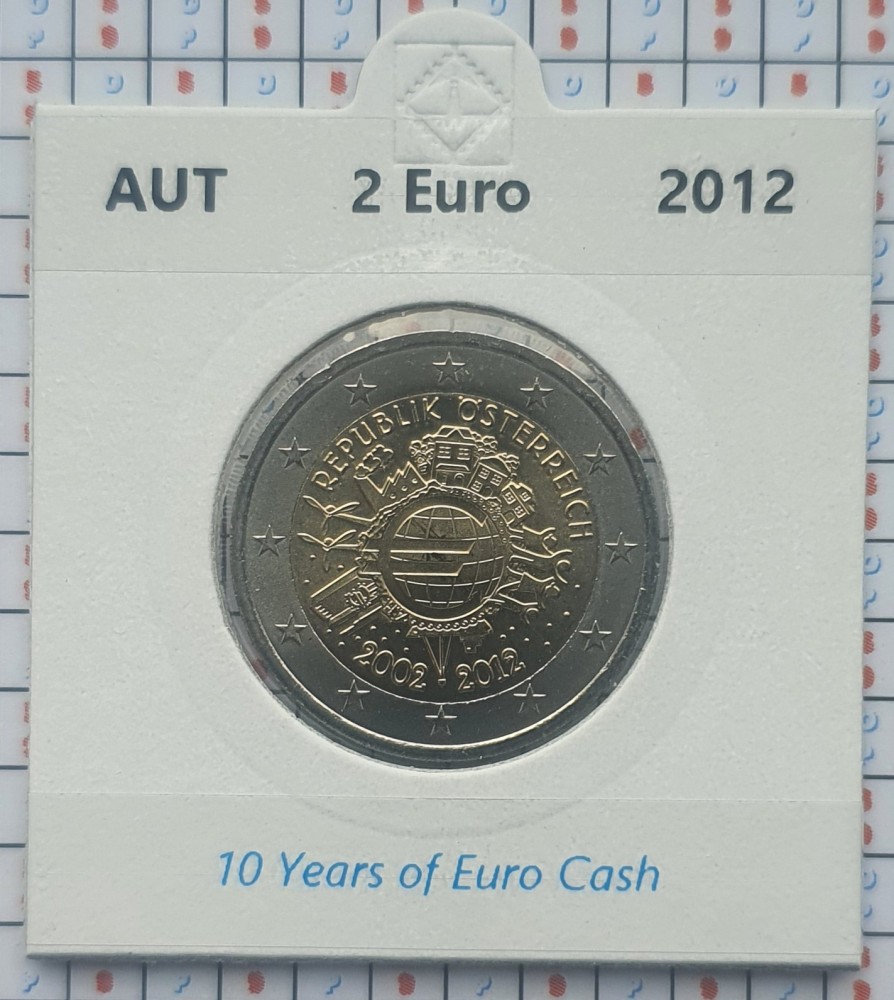 AUT 2 Euro 2012
REPUBLIK ÖSTERREICH
2002 - 2012
10 Years of Euro Cash